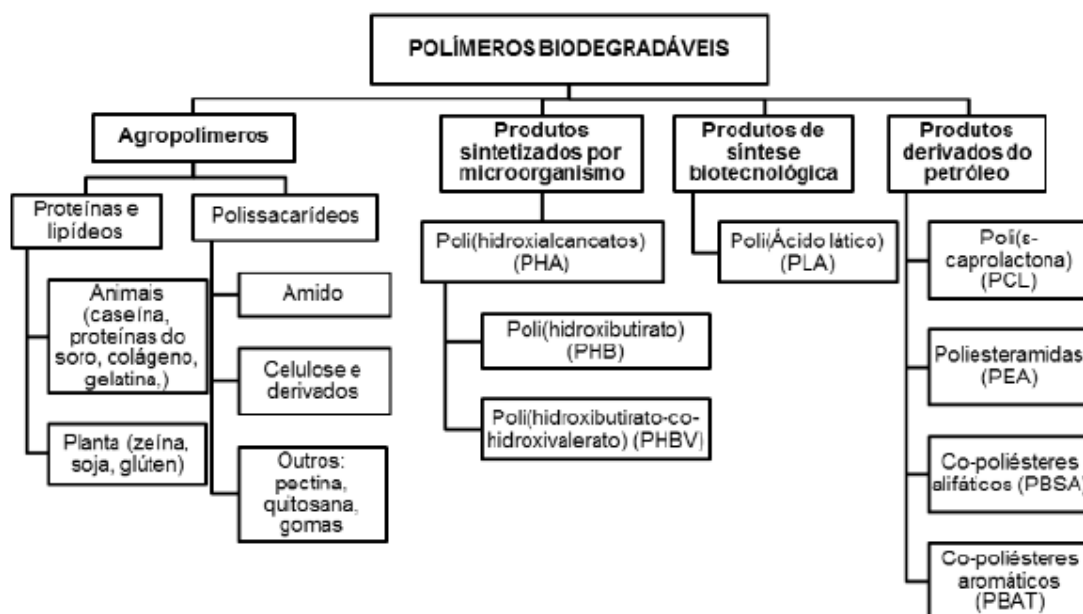 POLÍMEROS BIODEGRADÁVEIS
Agropolímeros
Proteínas e
lipídeos
Animais
(caseína,
proteínas do
soro, colágeno,
gelatina,)
Planta (zeína,
soja, glúten)
Polissacarídeos
Amido
Celulose e
derivados
Outros:
pectina,
quitosana,
gomas
Produtos
sintetizados por
microorganismo
Poli(hidroxialcanoatos)
(PHA)
Poli(hidroxibutirato)
(PHB)
Poli(hidroxibutirato-co-
hidroxivalerato) (PHBV)
Produtos de
síntese
biotecnológica
Poli(Ácido lático)
(PLA)
Produtos
derivados do
petróleo
Poli(ε-
caprolactona)
(PCL)
Poliesteramidas
(PEA)
Co-poliésteres
alifáticos (PBSA)
Co-poliésteres
aromáticos
(PBAT)